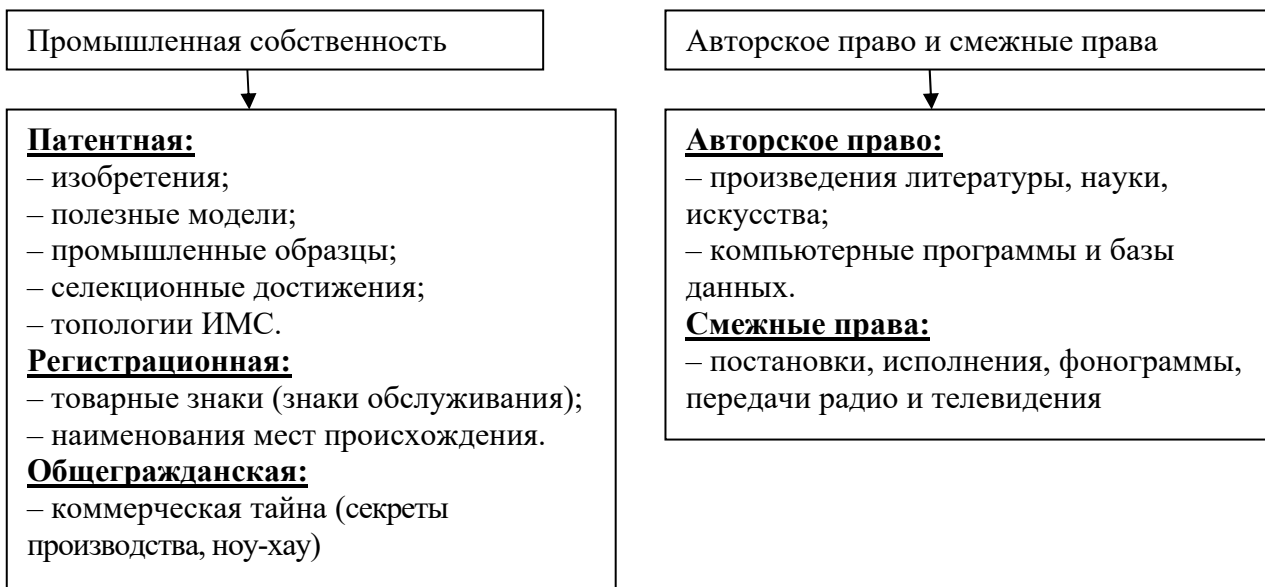 Промышленная собственность
Патентная:
– изобретения;
– полезные модели;
– промышленные образцы;
– селекционные достижения;
– топологии ИМС.
Регистрационная:
– товарные знаки (знаки обслуживания);
– наименования мест происхождения.
Общегражданская:
– коммерческая тайна (секреты
производства, ноу-хау)
Авторское право и смежные права
Авторское право:
– произведения литературы, науки,
искусства;
– компьютерные программы и базы
данных.
Смежные права:
– постановки, исполнения, фонограммы,
передачи радио и телевидения